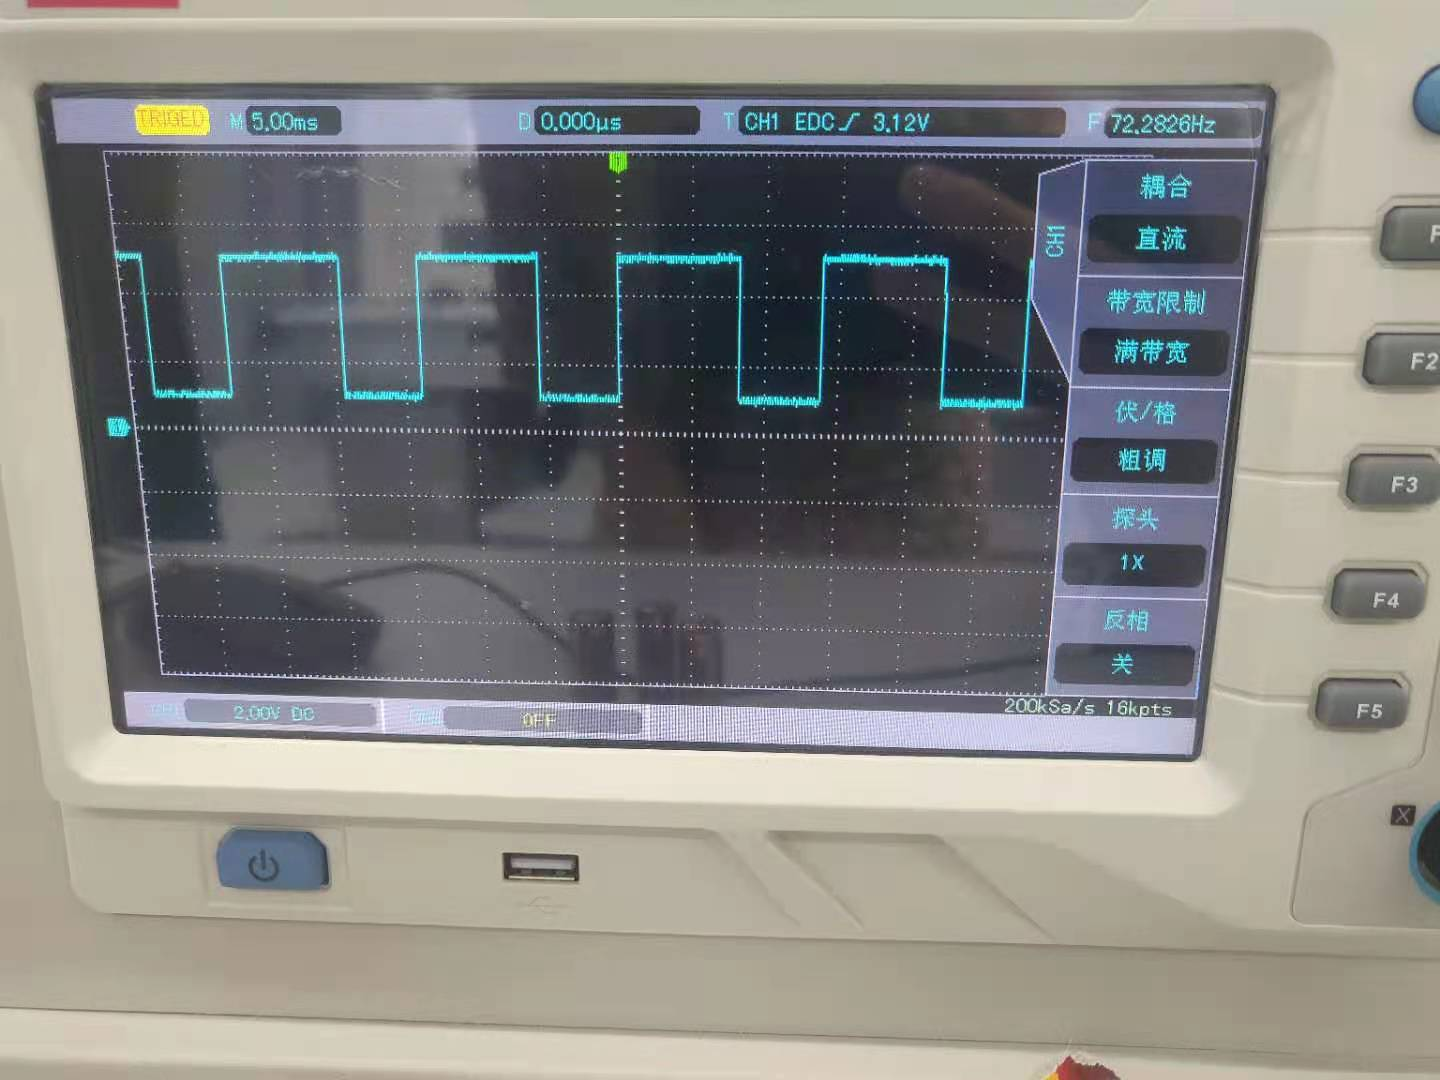 TRIGED M 5.00ms D 0.000µs T CH1 EDC 3.12V F 72.2826Hz
耦合
直流
CH1
带宽限制
满带宽
伏/格
粗调
探头
1X
反相
关
F2
F3
F4
F5
200kSa/s 16kpts
CH1 2.00V DC OFF
X